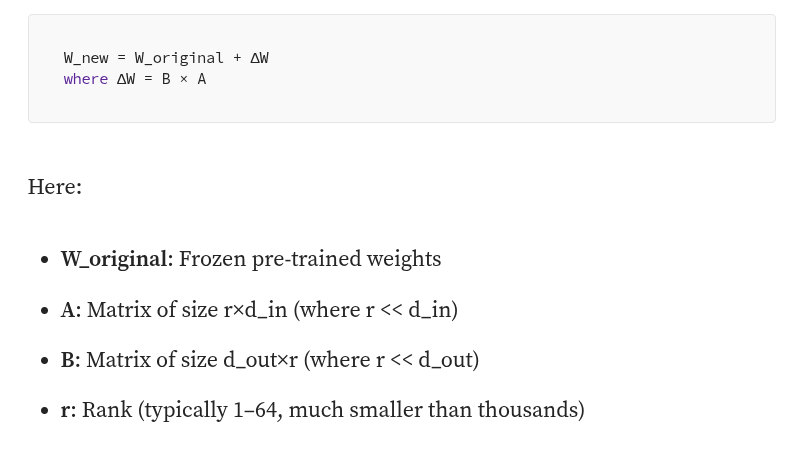 W_new = W_original + ΔW
where ΔW = B × A
Here:
• W_original: Frozen pre-trained weights
• A: Matrix of size r×d_in (where r << d_in)
• B: Matrix of size d_out×r (where r << d_out)
• r: Rank (typically 1–64, much smaller than thousands)